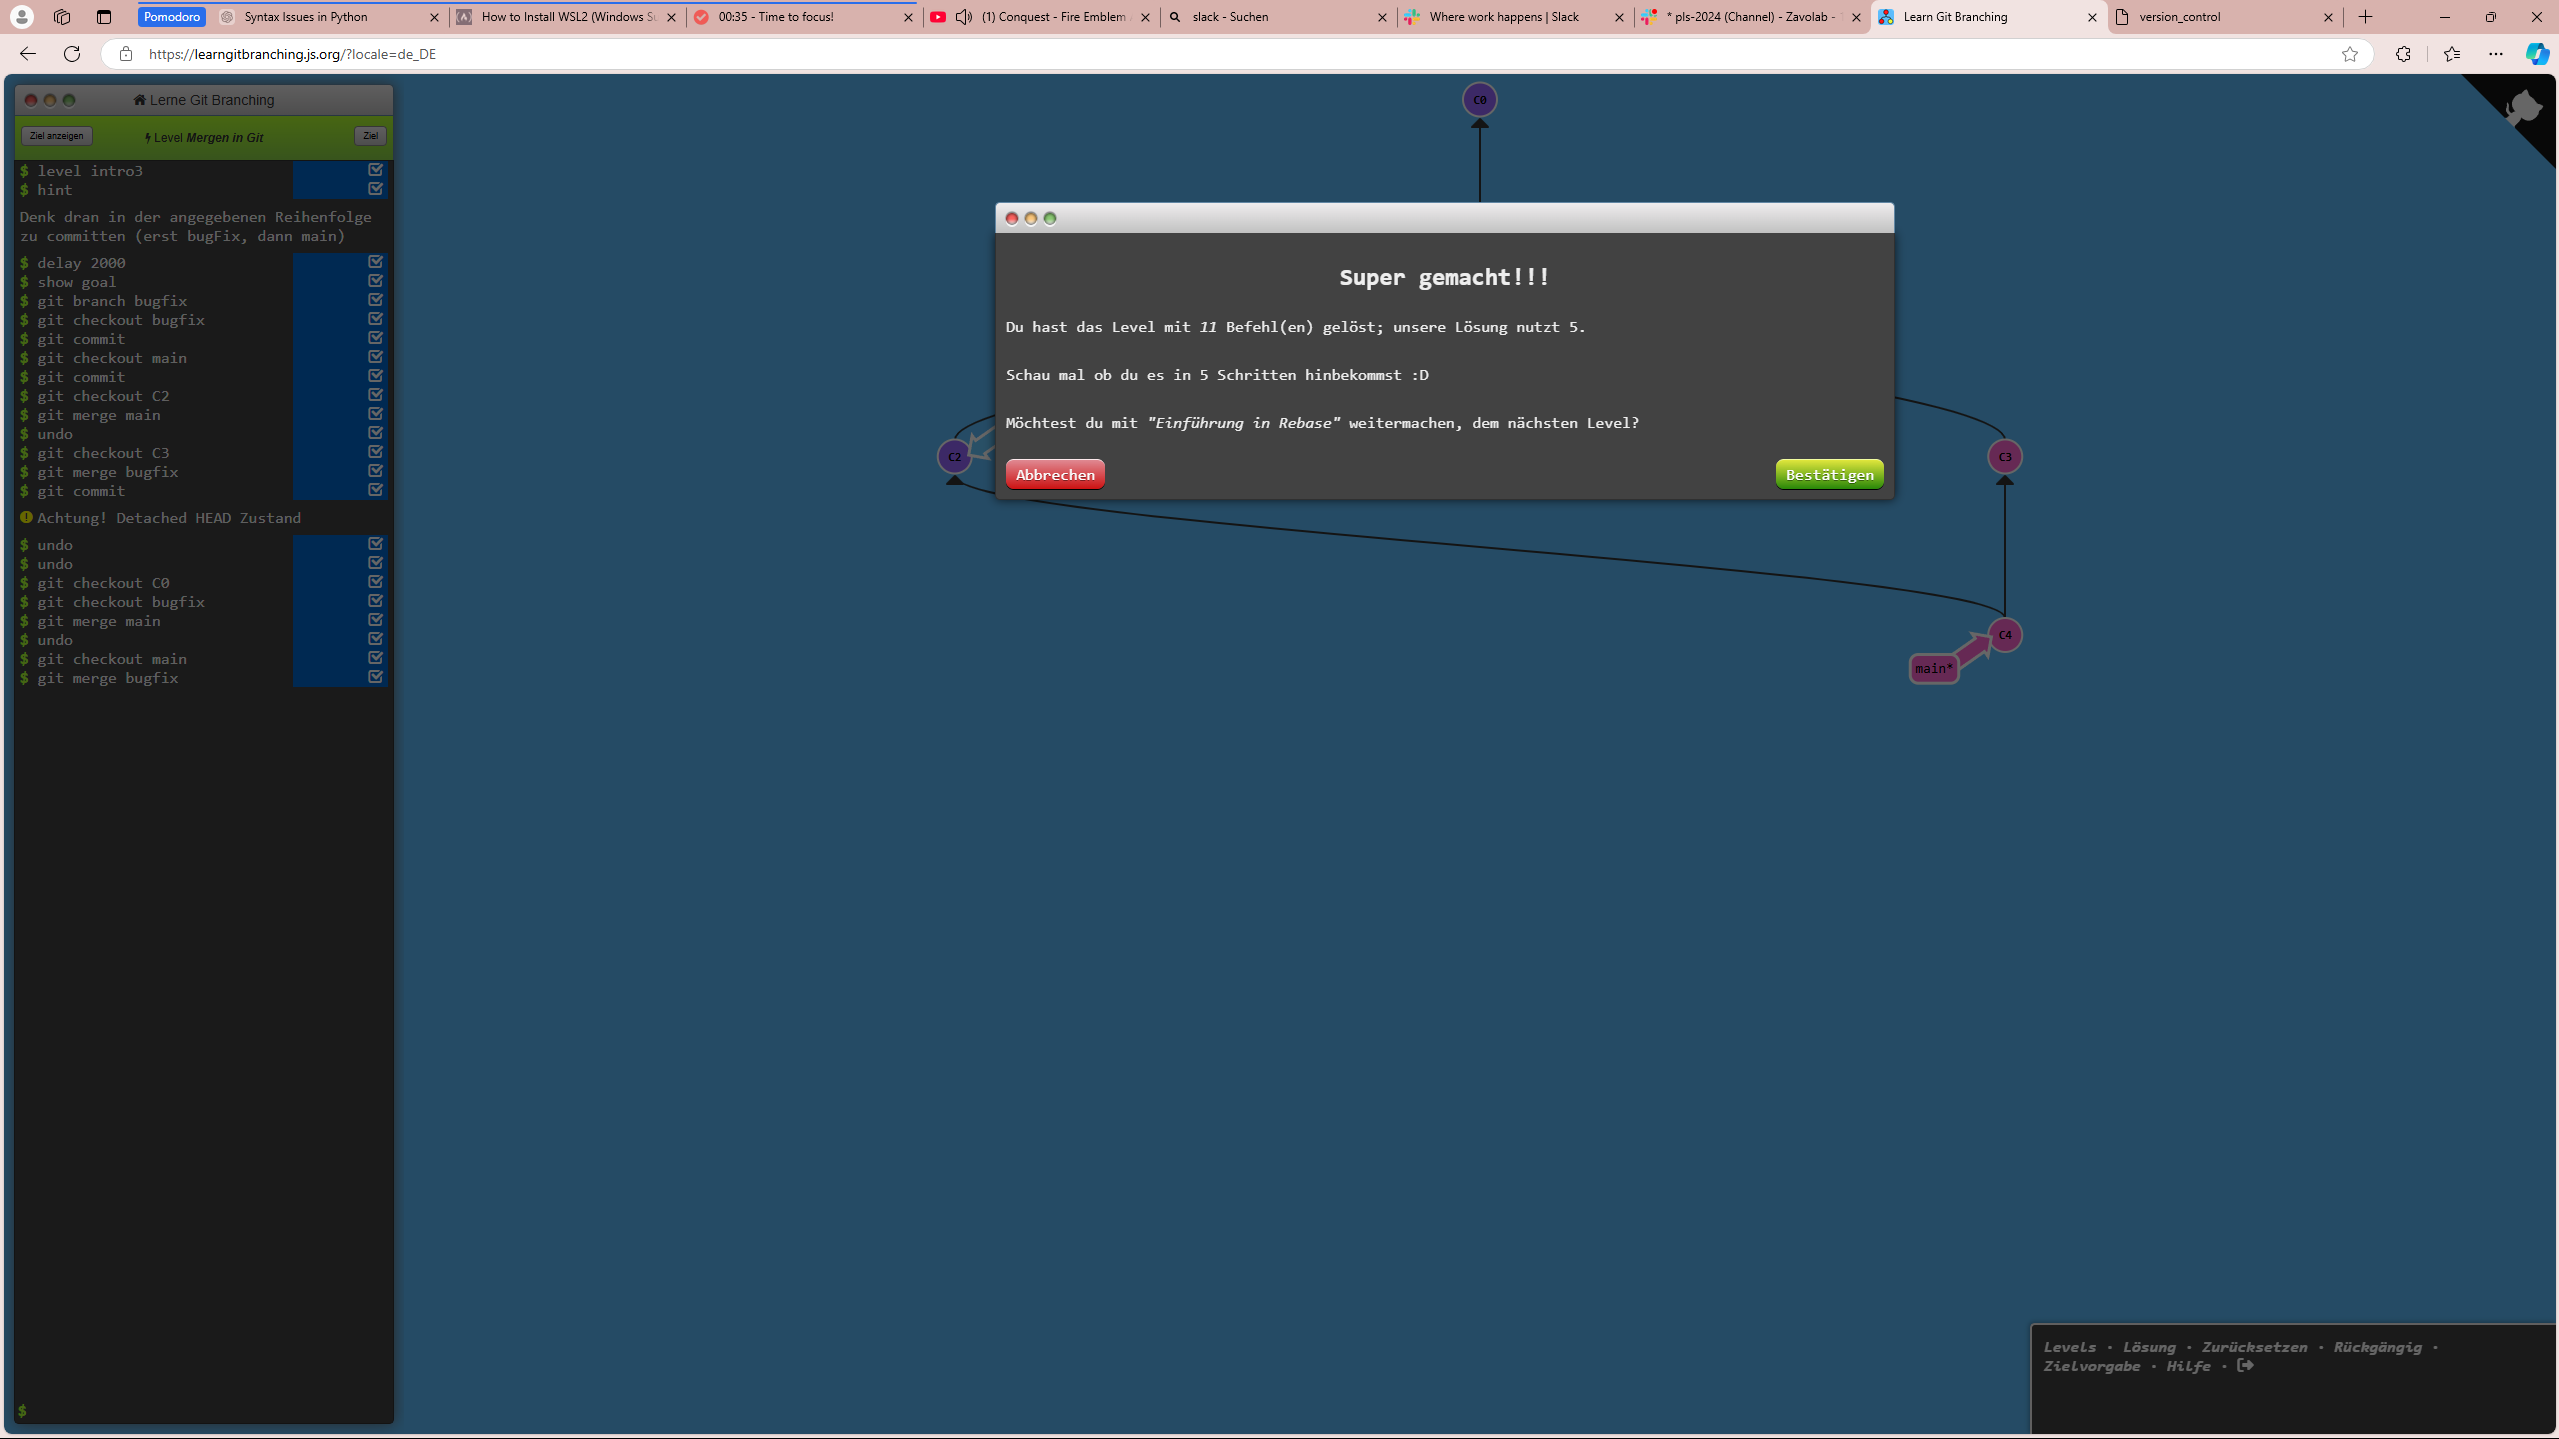 Pomodoro
Syntax Issues in Python
How to Install WSL2 (Windows Su
00:35 - Time to focus!
(1) Conquest - Fire Emblem
slack - Suchen
Where work happens | Slack
* pls-2024 (Channel) - Zavolab -
Learn Git Branching
version_control
https://learngitbranching.js.org/?locale=de_DE
Lerne Git Branching
Ziel anzeigen
Level Mergen in Git
Ziel
$ level intro3
$ hint
Denk dran in der angegebenen Reihenfolge
zu committen (erst bugFix, dann main)
$ delay 2000
$ show goal
$ git branch bugfix
$ git checkout bugfix
$ git commit
$ git checkout main
$ git commit
$ git checkout C2
$ git merge main
$ undo
$ git checkout C3
$ git merge bugfix
$ git commit
Achtung! Detached HEAD Zustand
$ undo
$ undo
$ git checkout C0
$ git checkout bugfix
$ git merge main
$ undo
$ git checkout main
$ git merge bugfix
$
C0
Super gemacht!!!
Du hast das Level mit 11 Befehl(en) gelöst; unsere Lösung nutzt 5.
Schau mal ob du es in 5 Schritten hinbekommst :D
Möchtest du mit "Einführung in Rebase" weitermachen, dem nächsten Level?
Abbrechen
Bestätigen
C2
C3
C4
main*
Levels · Lösung · Zurücksetzen · Rückgängig ·
Zielvorgabe · Hilfe ·